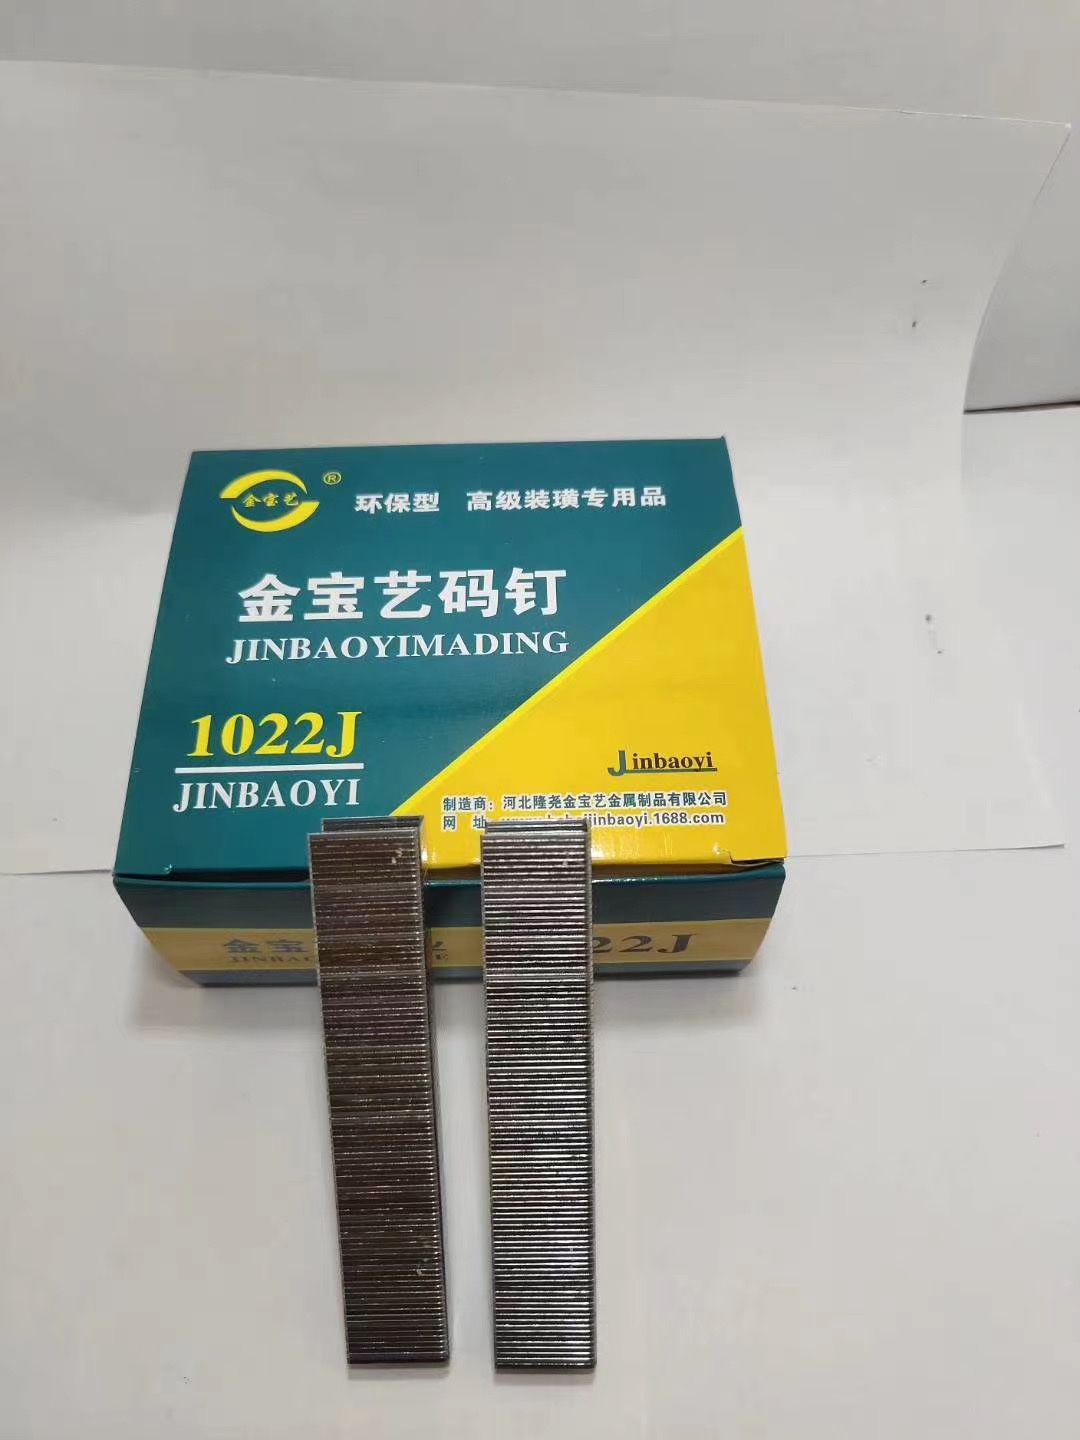 金宝艺 ®
环保型 高级装璜专用品
金宝艺码钉
JINBAOYIMADING
1022J
JINBAOYI
Jinbaoyi
制造商：河北隆尧金宝艺金属制品有限公司
网 址 jinbaoyi.1688.com
金宝 22J
JINBAO